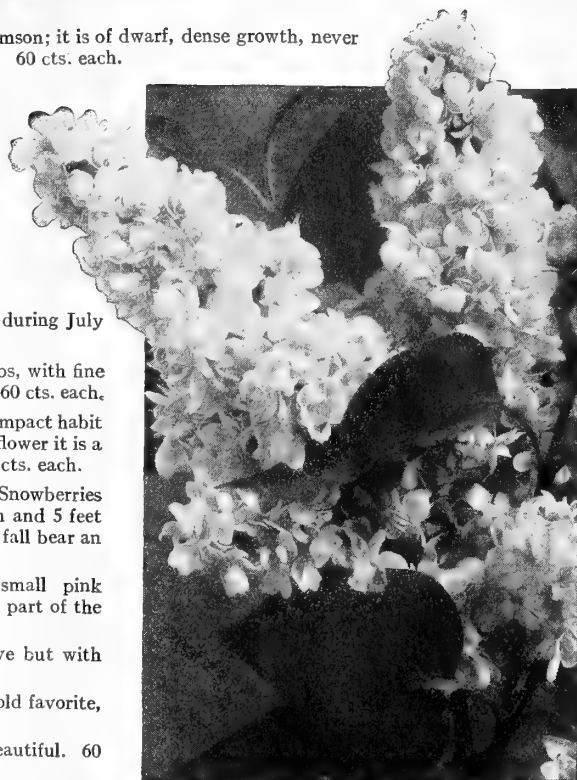 mson; it is of dwarf, dense growth, never
60 cts. each.
during July
os, with fine
60 cts. each.
mpact habit
flower it is a
cts. each.
Snowberries
n and 5 feet
fall bear an
small pink
part of the
ve but with
old favorite,
eautiful. 60